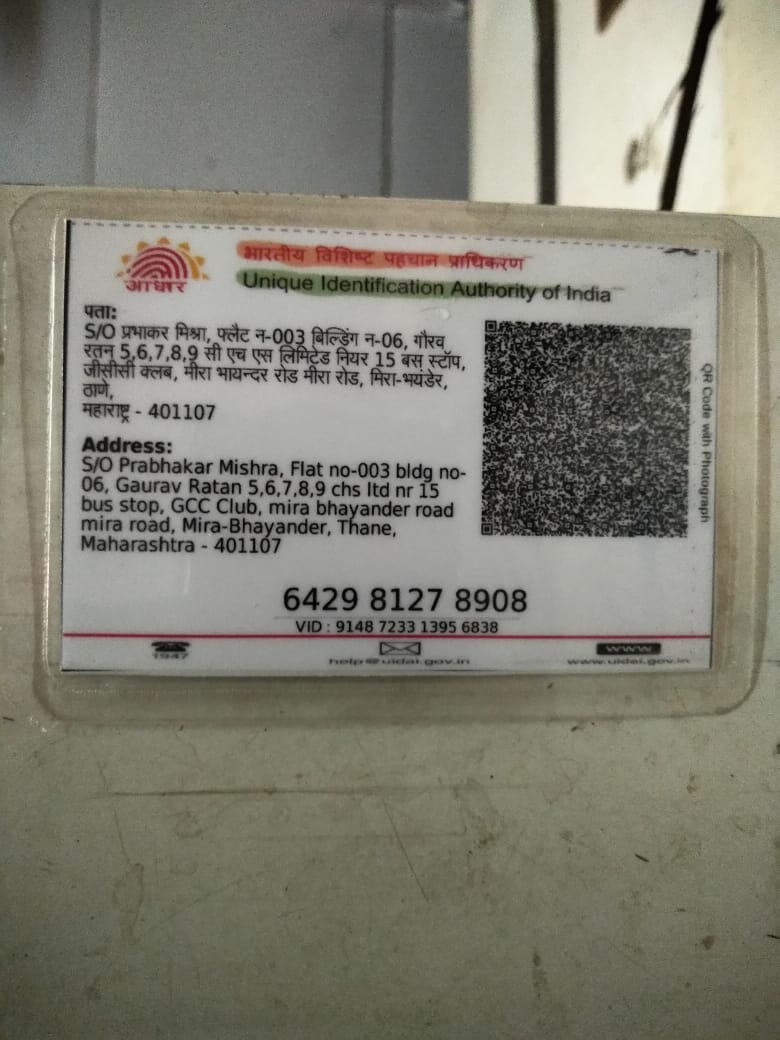 आधार
भारतीय विशिष्ट पहचान प्राधिकरण
Unique Identification Authority of India
पता:
S/O प्रभाकर मिश्रा, फ्लैट न-003 बिल्डिंग न-06, गौरव
रतन 5,6,7,8,9 सी एच एस लिमिटेड नियर 15 बस स्टॉप,
जीसीसी क्लब, मीरा भायन्दर रोड मीरा रोड, मिरा-भयंडेर,
ठाणे,
महाराष्ट्र - 401107
Address:
S/O Prabhakar Mishra, Flat no-003 bldg no-
06, Gaurav Ratan 5,6,7,8,9 chs ltd nr 15
bus stop, GCC Club, mira bhayander road
mira road, Mira-Bhayander, Thane,
Maharashtra - 401107
QR Code with Photograph
6429 8127 8908
VID : 9148 7233 1395 6838
1947
help@uidai.gov.in
www
www.uidai.gov.in